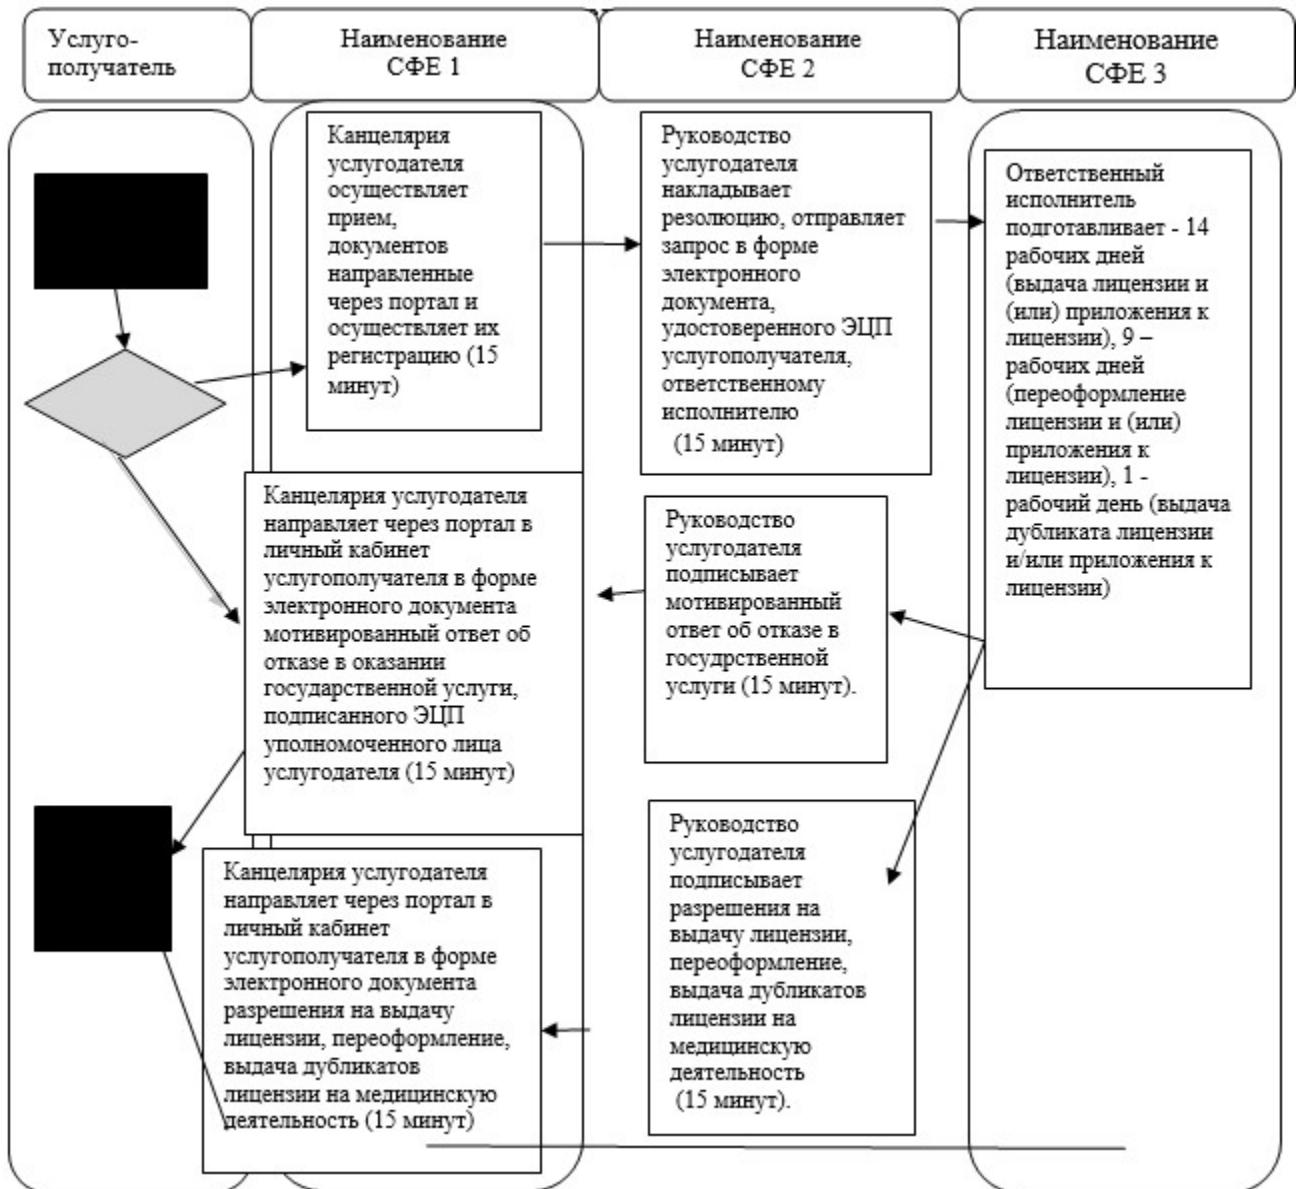 Услуго-
получатель
Наименование
СФЕ 1
Наименование
СФЕ 2
Наименование
СФЕ 3
Канцелярия
услугодателя
осуществляет
прием,
документов
направленные
через портал и
осуществляет их
регистрацию (15
минут)
Руководство
услугодателя
накладывает
резолюцию, отправляет
запрос в форме
электронного
документа,
удостоверенного ЭЦП
услугополучателя,
ответственному
исполнителю
(15 минут)
Ответственный
исполнитель
подготавливает - 14
рабочих дней
(выдача лицензии и
(или) приложения к
лицензии), 9 –
рабочих дней
(переоформление
лицензии и (или)
приложения к
лицензии), 1 -
рабочий день (выдача
дубликата лицензии
и/или приложения к
лицензии)
Канцелярия услугодателя
направляет через портал в
личный кабинет
услугополучателя в форме
электронного документа
мотивированный ответ об
отказе в оказании
государственной услуги,
подписанного ЭЦП
уполномоченного лица
услугодателя (15 минут)
Руководство
услугодателя
подписывает
мотивированный
ответ об отказе в
госудрственной
услуги (15 минут).
Канцелярия услугодателя
направляет через портал в
личный кабинет
услугополучателя в форме
электронного документа
разрешения на выдачу
лицензии, переоформление,
выдача дубликатов
лицензии на медицинскую
деятельность (15 минут)
Руководство
услугодателя
подписывает
разрешения на
выдачу лицензии,
переоформление,
выдача дубликатов
лицензии на
медицинскую
деятельность
(15 минут).